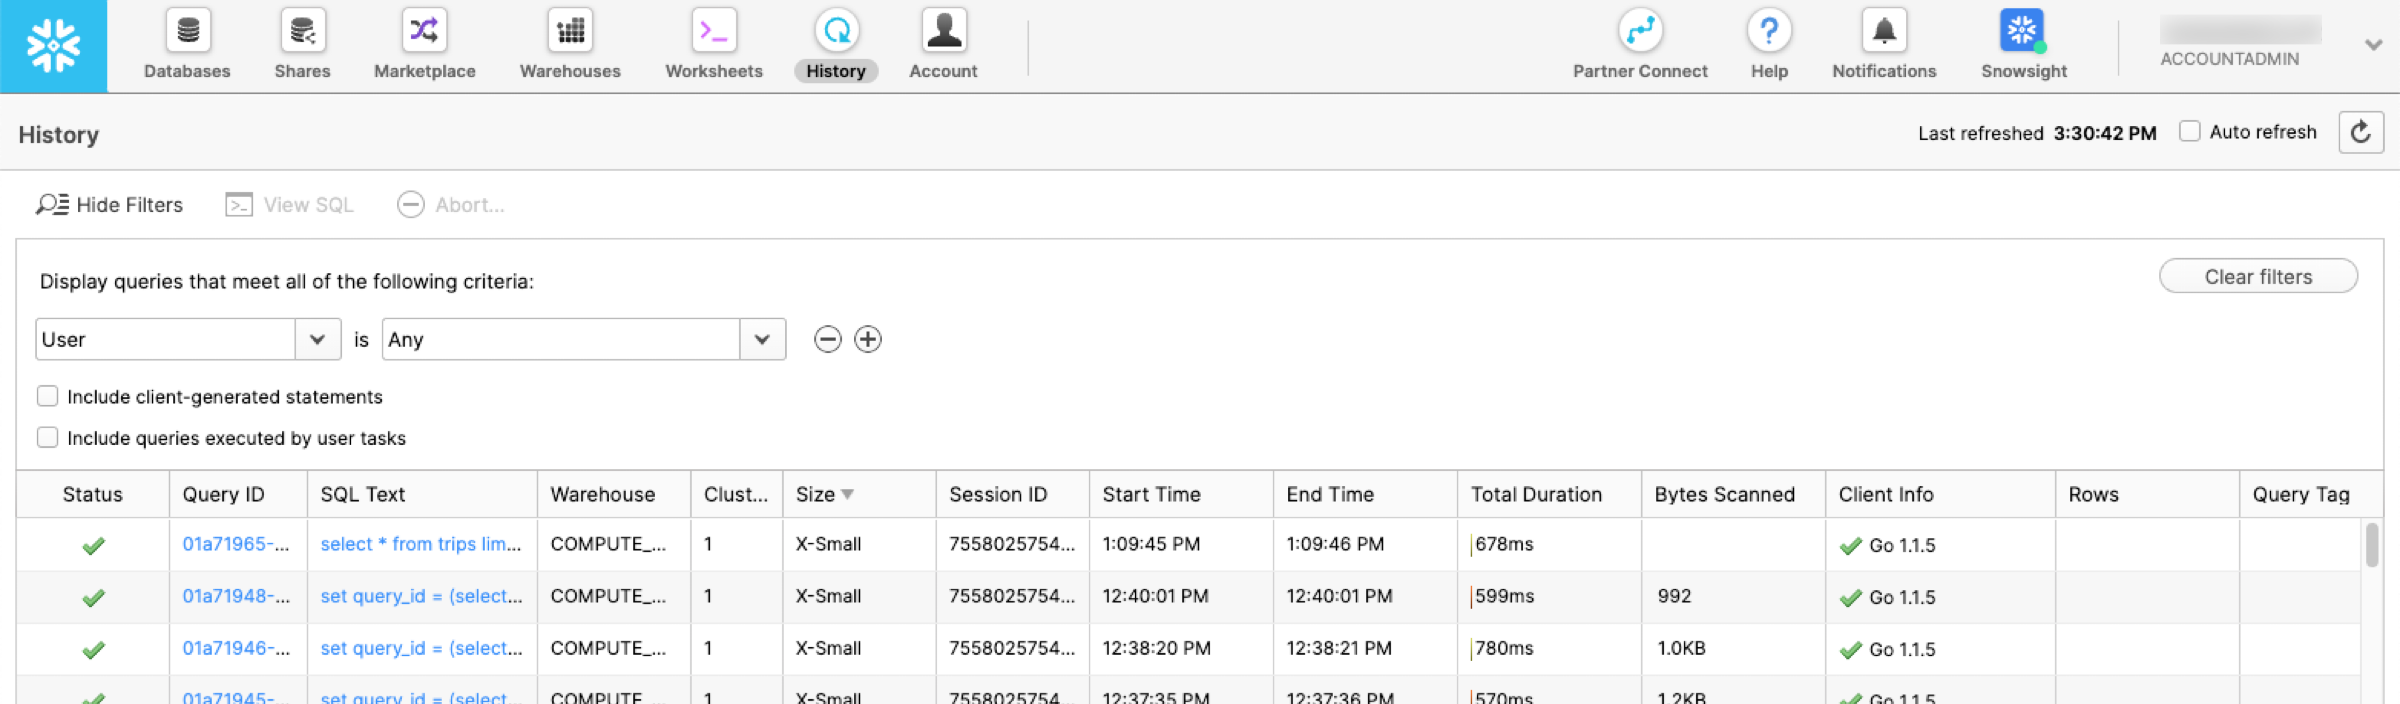 Databases Shares Marketplace Warehouses Worksheets History Account Partner Connect Help Notifications Snowsight ACCOUNTADMIN
History Last refreshed 3:30:42 PM Auto refresh
Hide Filters View SQL Abort...
Display queries that meet all of the following criteria: Clear filters
User is Any
Include client-generated statements
Include queries executed by user tasks
Status Query ID SQL Text Warehouse Clust... Size Session ID Start Time End Time Total Duration Bytes Scanned Client Info Rows Query Tag
01a71965-... select * from trips lim... COMPUTE_... 1 X-Small 7558025754... 1:09:45 PM 1:09:46 PM 678ms Go 1.1.5
01a71948-... set query_id = (select... COMPUTE_... 1 X-Small 7558025754... 12:40:01 PM 12:40:01 PM 599ms 992 Go 1.1.5
01a71946-... set query_id = (select... COMPUTE_... 1 X-Small 7558025754... 12:38:20 PM 12:38:21 PM 780ms 1.0KB Go 1.1.5
01a71945-... set query_id = (select... COMPUTE_... 1 X-Small 7558025754... 12:37:35 PM 12:37:36 PM 570ms 1.2KB Go 1.1.5